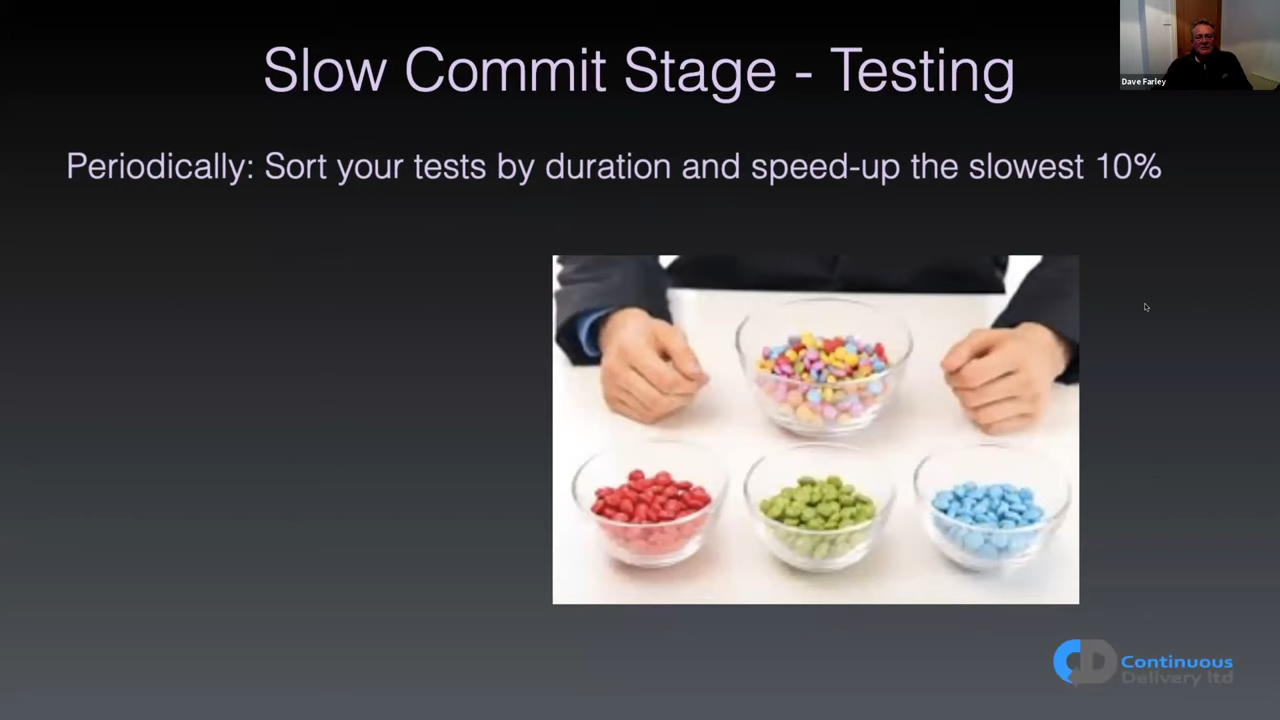 Slow Commit Stage - Testing
Dave Farley
Periodically: Sort your tests by duration and speed-up the slowest 10%
Continuous
Delivery ltd